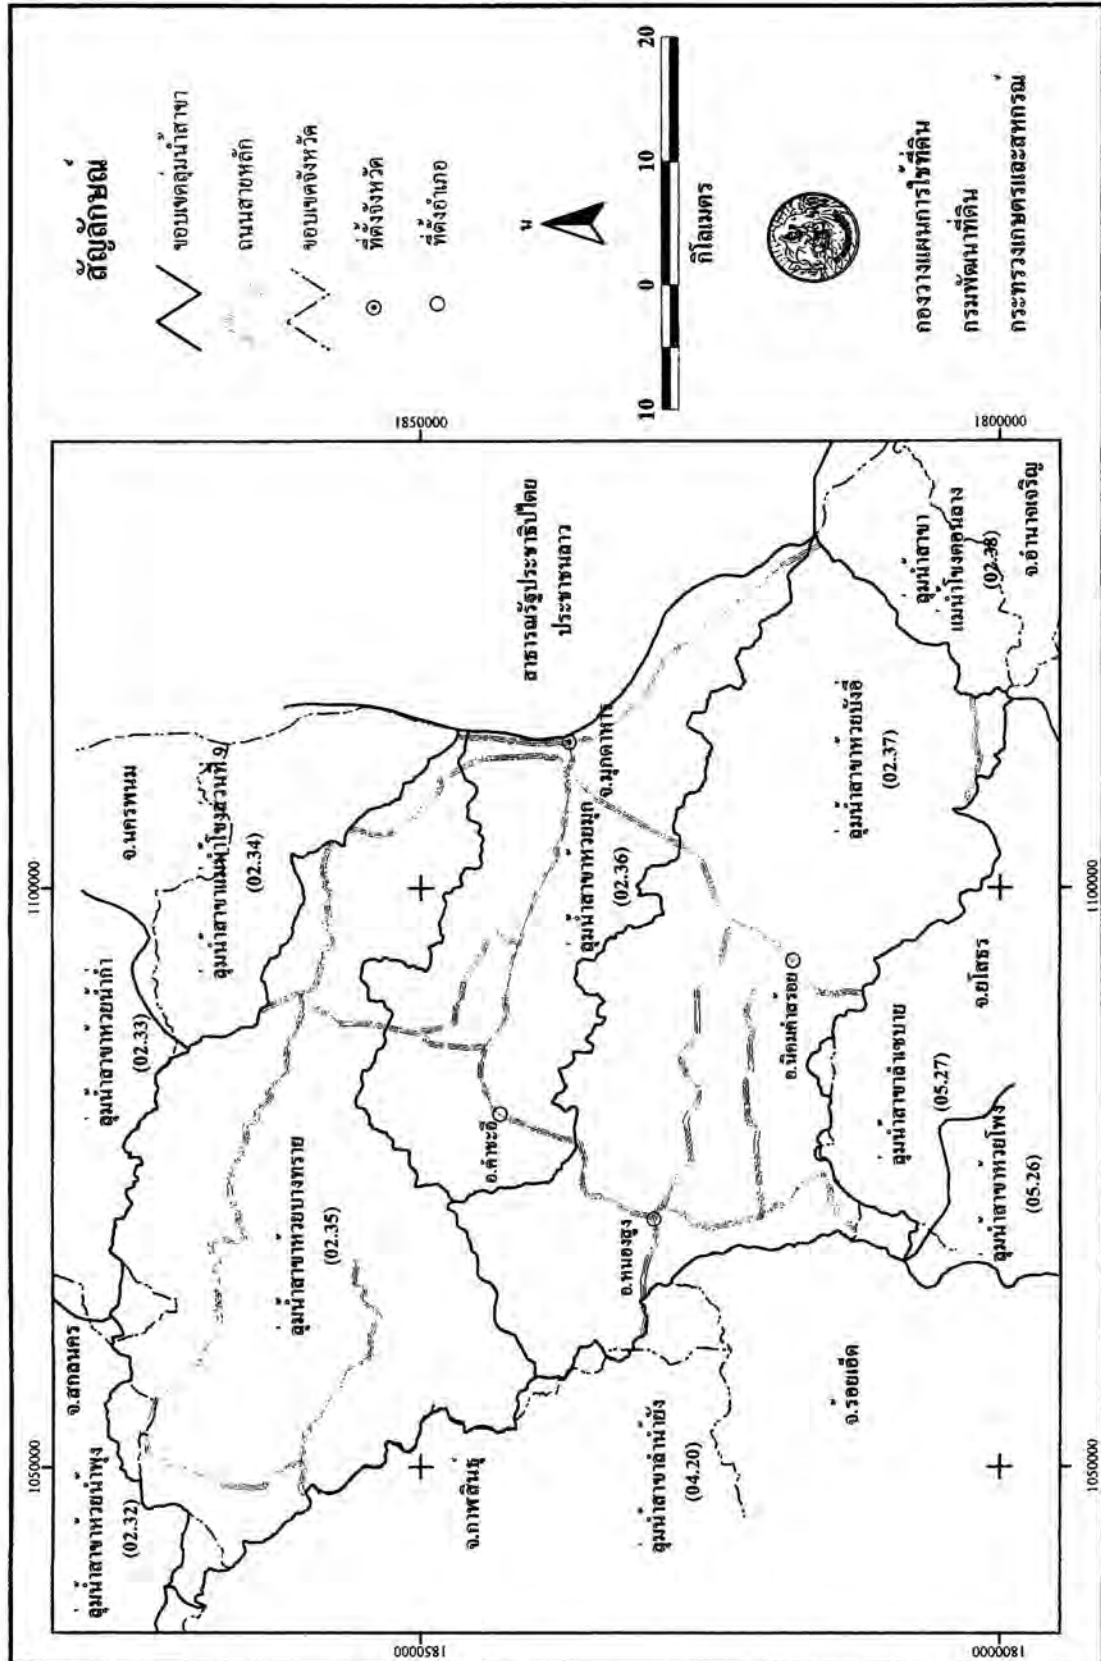 สัญลักษณ์
ขอบเขตลุ่มน้ำสาขา
ถนนสายหลัก
ขอบเขตจังหวัด
ที่ตั้งจังหวัด
ที่ตั้งอำเภอ
น
10 0 10 20
กิโลเมตร
กองวางแผนการใช้ที่ดิน
กรมพัฒนาที่ดิน
กระทรวงเกษตรและสหกรณ์
1050000
1100000
1850000
1800000
1850000
1800000
1050000
1100000
จ.สกลนคร
ลุ่มน้ำสาขาห้วยน้ำพุง
(02.32)
ลุ่มน้ำสาขาห้วยน้ำก่ำ
(02.33)
จ.นครพนม
ลุ่มน้ำสาขาแม่น้ำโขงส่วนที่ 9
(02.34)
ลุ่มน้ำสาขาห้วยบางทราย
(02.35)
สาธารณรัฐประชาธิปไตย
ประชาชนลาว
จ.มุกดาหาร
ลุ่มน้ำสาขาห้วยมุก
(02.36)
อ.คำชะอี
จ.กาฬสินธุ์
อ.หนองสูง
ลุ่มน้ำสาขาลำน้ำยัง
(04.20)
อ.นิคมคำสร้อย
ลุ่มน้ำสาขาห้วยบังอี
(02.37)
ลุ่มน้ำสาขา
แม่น้ำโขงตอนล่าง
(02.38)
จ.อำนาจเจริญ
จ.ร้อยเอ็ด
ลุ่มน้ำสาขาลำเซบาย
(05.27)
จ.ยโสธร
ลุ่มน้ำสาขาห้วยโพง
(05.26)